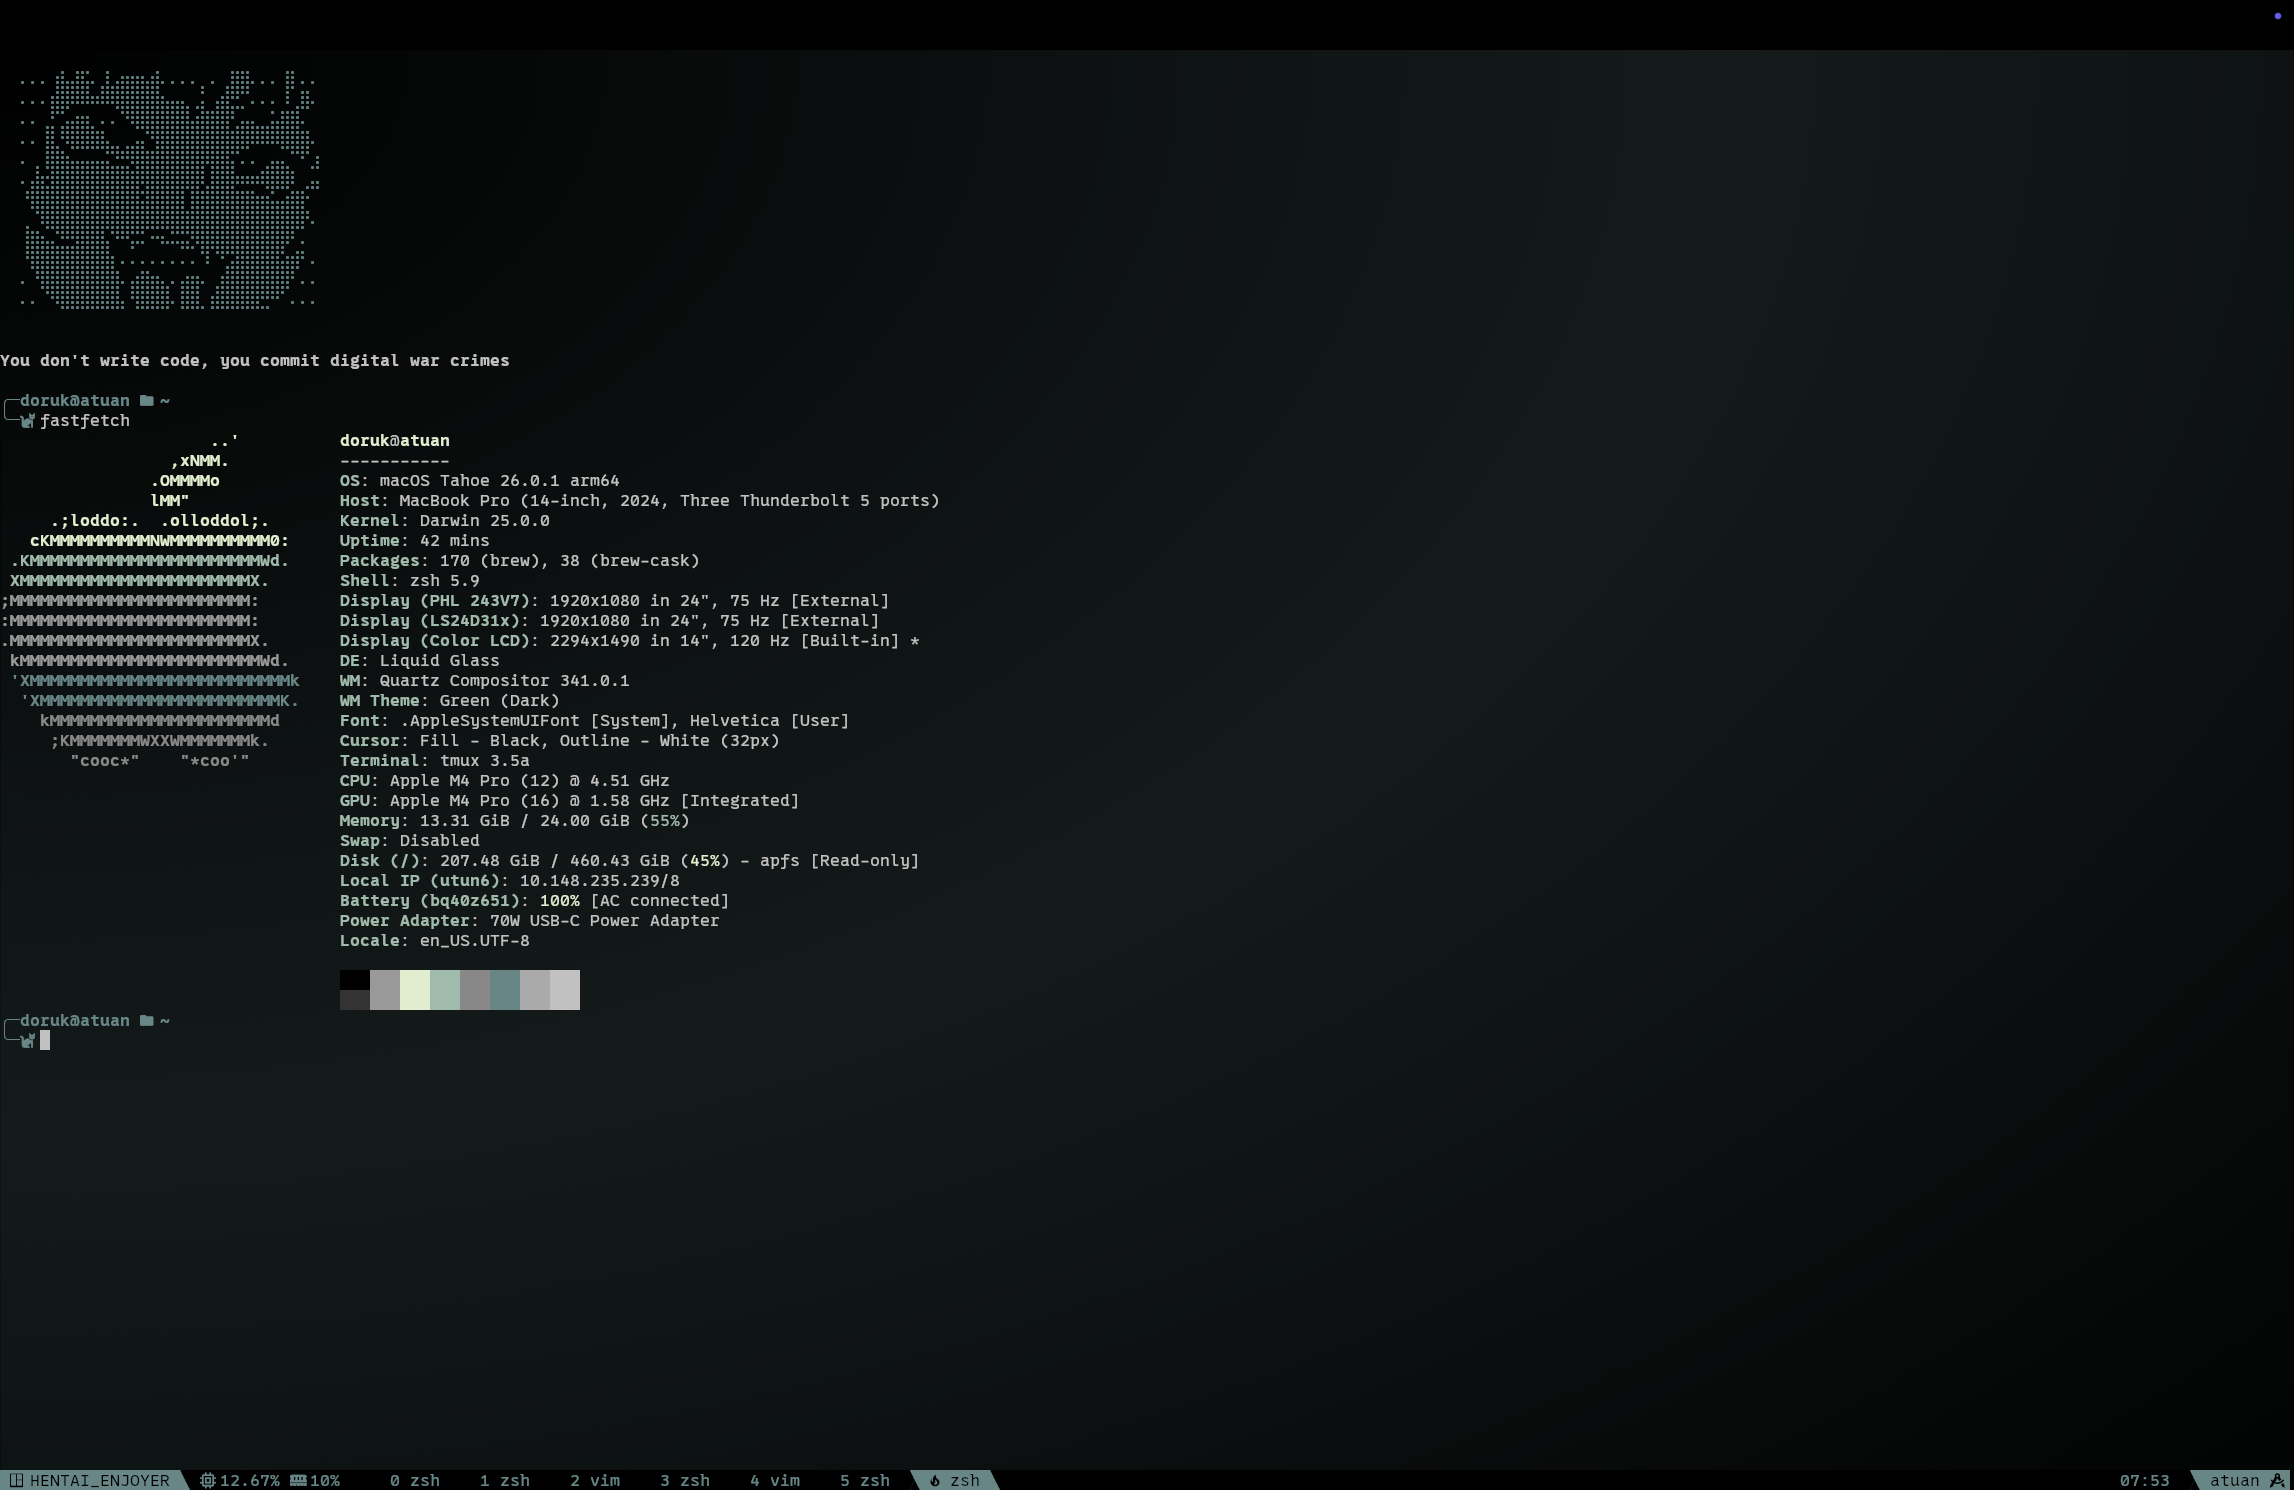 You don't write code, you commit digital war crimes
doruk@atuan ~
fastfetch
..'
,xNMM.
.OMMMMo
lMM"
.;loddo:.  .olloddol;.
cKMMMMMMMMMMNWMMMMMMMMMM0:
.KMMMMMMMMMMMMMMMMMMMMMMMWd.
XMMMMMMMMMMMMMMMMMMMMMMMX.
;MMMMMMMMMMMMMMMMMMMMMMMM:
:MMMMMMMMMMMMMMMMMMMMMMMM:
.MMMMMMMMMMMMMMMMMMMMMMMMX.
kMMMMMMMMMMMMMMMMMMMMMMMMWd.
'XMMMMMMMMMMMMMMMMMMMMMMMMMMk
'XMMMMMMMMMMMMMMMMMMMMMMMMK.
kMMMMMMMMMMMMMMMMMMMMMMd
;KMMMMMMMWXXWMMMMMMMk.
"cooc*"    "*coo'"
doruk@atuan
-----------
OS: macOS Tahoe 26.0.1 arm64
Host: MacBook Pro (14-inch, 2024, Three Thunderbolt 5 ports)
Kernel: Darwin 25.0.0
Uptime: 42 mins
Packages: 170 (brew), 38 (brew-cask)
Shell: zsh 5.9
Display (PHL 243V7): 1920x1080 in 24", 75 Hz [External]
Display (LS24D31x): 1920x1080 in 24", 75 Hz [External]
Display (Color LCD): 2294x1490 in 14", 120 Hz [Built-in] *
DE: Liquid Glass
WM: Quartz Compositor 341.0.1
WM Theme: Green (Dark)
Font: .AppleSystemUIFont [System], Helvetica [User]
Cursor: Fill - Black, Outline - White (32px)
Terminal: tmux 3.5a
CPU: Apple M4 Pro (12) @ 4.51 GHz
GPU: Apple M4 Pro (16) @ 1.58 GHz [Integrated]
Memory: 13.31 GiB / 24.00 GiB (55%)
Swap: Disabled
Disk (/): 207.48 GiB / 460.43 GiB (45%) - apfs [Read-only]
Local IP (utun6): 10.148.235.239/8
Battery (bq40z651): 100% [AC connected]
Power Adapter: 70W USB-C Power Adapter
Locale: en_US.UTF-8
doruk@atuan ~
HENTAI_ENJOYER 12.67% 10% 0 zsh 1 zsh 2 vim 3 zsh 4 vim 5 zsh zsh 07:53 atuan